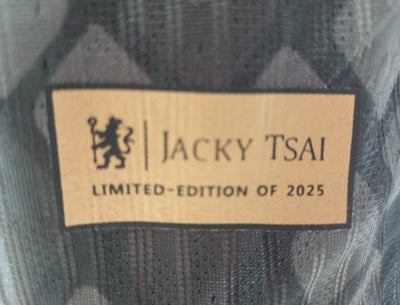 JACKY TSAI
LIMITED-EDITION OF 2025